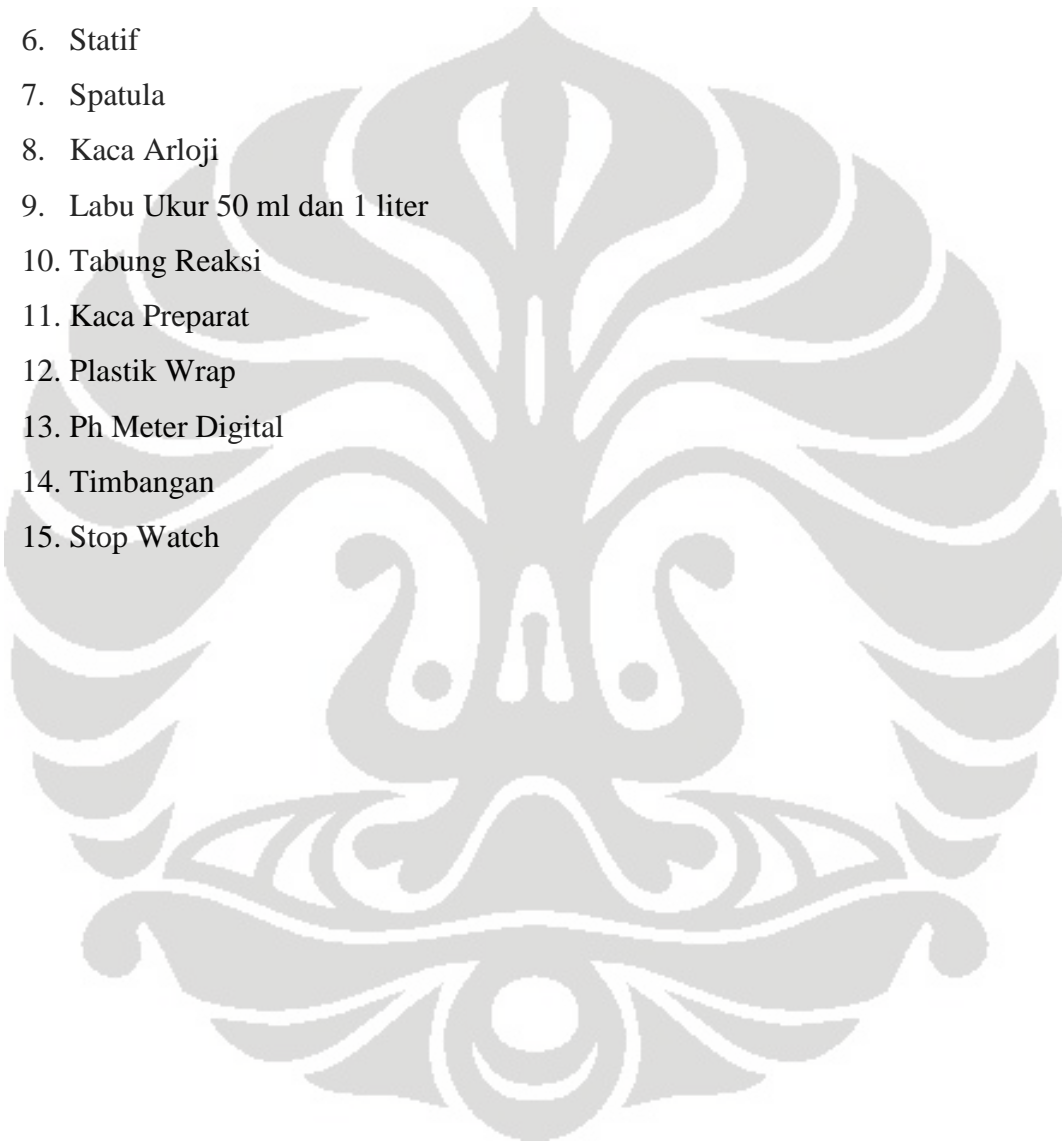 6. Statif
7. Spatula
8. Kaca Arloji
9. Labu Ukur 50 ml dan 1 liter
10. Tabung Reaksi
11. Kaca Preparat
12. Plastik Wrap
13. Ph Meter Digital
14. Timbangan
15. Stop Watch